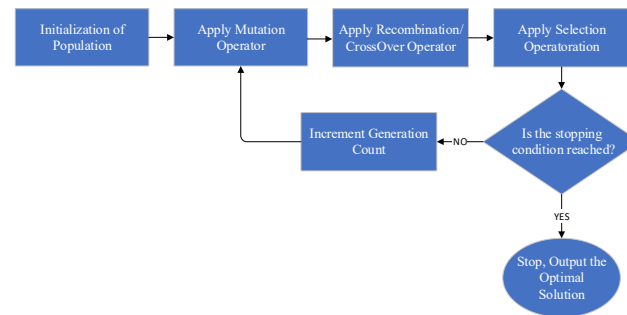 Initialization of
Population
Apply Mutation
Operator
Apply Recombination/
CrossOver Operator
Apply Selection
Operatoration
Is the stopping
condition reached?
NO
Increment Generation
Count
YES
Stop, Output the
Optimal
Solution